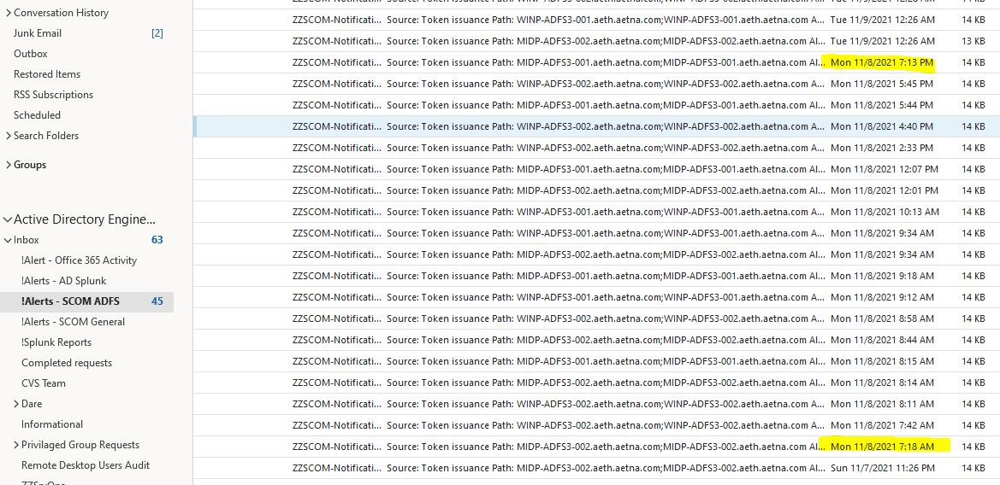 Conversation History
Junk Email [2]
Outbox
Restored Items
RSS Subscriptions
Scheduled
Search Folders
Groups
Active Directory Engine...
Inbox 63
!Alert - Office 365 Activity
!Alerts - AD Splunk
!Alerts - SCOM ADFS 45
!Alerts - SCOM General
!Splunk Reports
Completed requests
CVS Team
Dare
Informational
Privilaged Group Requests
Remote Desktop Users Audit
ZZSCOM-Notificati... Source: Token issuance Path: WINP-ADFS3-001.aeth.aetna.com;WINP-ADFS3-001.aeth.aetna.com A... Tue 11/9/2021 12:26 AM 14 KB
ZZSCOM-Notificati... Source: Token issuance Path: MIDP-ADFS3-002.aeth.aetna.com;MIDP-ADFS3-002.aeth.aetna.com Al... Tue 11/9/2021 12:26 AM 13 KB
ZZSCOM-Notificati... Source: Token issuance Path: MIDP-ADFS3-001.aeth.aetna.com;MIDP-ADFS3-001.aeth.aetna.com Al... Mon 11/8/2021 7:13 PM 14 KB
ZZSCOM-Notificati... Source: Token issuance Path: WINP-ADFS3-002.aeth.aetna.com;WINP-ADFS3-002.aeth.aetna.com A... Mon 11/8/2021 5:45 PM 14 KB
ZZSCOM-Notificati... Source: Token issuance Path: MIDP-ADFS3-001.aeth.aetna.com;MIDP-ADFS3-001.aeth.aetna.com Al... Mon 11/8/2021 5:44 PM 14 KB
ZZSCOM-Notificati... Source: Token issuance Path: WINP-ADFS3-002.aeth.aetna.com;WINP-ADFS3-002.aeth.aetna.com A... Mon 11/8/2021 4:40 PM 14 KB
ZZSCOM-Notificati... Source: Token issuance Path: WINP-ADFS3-002.aeth.aetna.com;WINP-ADFS3-002.aeth.aetna.com A... Mon 11/8/2021 2:33 PM 14 KB
ZZSCOM-Notificati... Source: Token issuance Path: MIDP-ADFS3-001.aeth.aetna.com;MIDP-ADFS3-001.aeth.aetna.com Al... Mon 11/8/2021 12:07 PM 14 KB
ZZSCOM-Notificati... Source: Token issuance Path: MIDP-ADFS3-002.aeth.aetna.com;MIDP-ADFS3-002.aeth.aetna.com Al... Mon 11/8/2021 12:01 PM 14 KB
ZZSCOM-Notificati... Source: Token issuance Path: WINP-ADFS3-001.aeth.aetna.com;WINP-ADFS3-001.aeth.aetna.com A... Mon 11/8/2021 10:13 AM 14 KB
ZZSCOM-Notificati... Source: Token issuance Path: WINP-ADFS3-001.aeth.aetna.com;WINP-ADFS3-001.aeth.aetna.com A... Mon 11/8/2021 9:34 AM 14 KB
ZZSCOM-Notificati... Source: Token issuance Path: MIDP-ADFS3-002.aeth.aetna.com;MIDP-ADFS3-002.aeth.aetna.com Al... Mon 11/8/2021 9:34 AM 14 KB
ZZSCOM-Notificati... Source: Token issuance Path: MIDP-ADFS3-001.aeth.aetna.com;MIDP-ADFS3-001.aeth.aetna.com Al... Mon 11/8/2021 9:18 AM 14 KB
ZZSCOM-Notificati... Source: Token issuance Path: WINP-ADFS3-001.aeth.aetna.com;WINP-ADFS3-001.aeth.aetna.com A... Mon 11/8/2021 9:12 AM 14 KB
ZZSCOM-Notificati... Source: Token issuance Path: WINP-ADFS3-002.aeth.aetna.com;WINP-ADFS3-002.aeth.aetna.com A... Mon 11/8/2021 8:58 AM 14 KB
ZZSCOM-Notificati... Source: Token issuance Path: MIDP-ADFS3-002.aeth.aetna.com;MIDP-ADFS3-002.aeth.aetna.com Al... Mon 11/8/2021 8:44 AM 14 KB
ZZSCOM-Notificati... Source: Token issuance Path: MIDP-ADFS3-001.aeth.aetna.com;MIDP-ADFS3-001.aeth.aetna.com Al... Mon 11/8/2021 8:15 AM 14 KB
ZZSCOM-Notificati... Source: Token issuance Path: MIDP-ADFS3-002.aeth.aetna.com;MIDP-ADFS3-002.aeth.aetna.com Al... Mon 11/8/2021 8:14 AM 14 KB
ZZSCOM-Notificati... Source: Token issuance Path: WINP-ADFS3-002.aeth.aetna.com;WINP-ADFS3-002.aeth.aetna.com A... Mon 11/8/2021 8:11 AM 14 KB
ZZSCOM-Notificati... Source: Token issuance Path: WINP-ADFS3-002.aeth.aetna.com;WINP-ADFS3-002.aeth.aetna.com A... Mon 11/8/2021 7:42 AM 14 KB
ZZSCOM-Notificati... Source: Token issuance Path: MIDP-ADFS3-002.aeth.aetna.com;MIDP-ADFS3-002.aeth.aetna.com Al... Mon 11/8/2021 7:18 AM 14 KB
ZZSCOM-Notificati... Source: Token issuance Path: MIDP-ADFS3-002.aeth.aetna.com;MIDP-ADFS3-002.aeth.aetna.com Al... Sun 11/7/2021 11:26 PM 14 KB